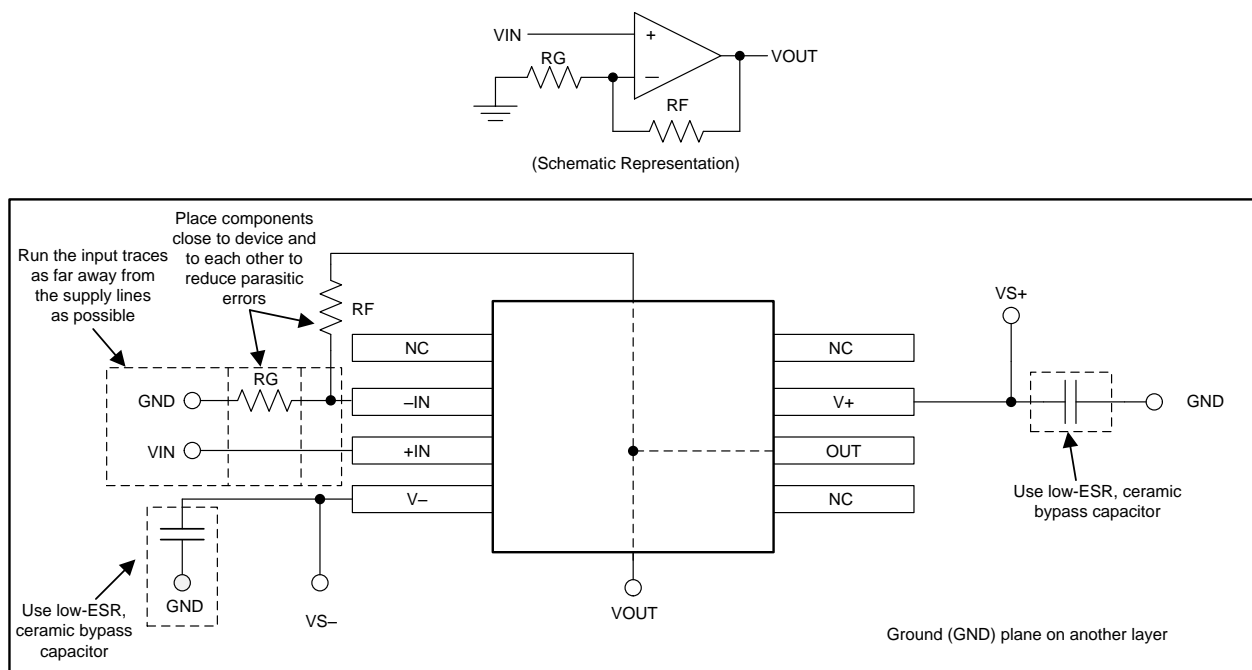 VIN
+
RG
VOUT
–
RF
(Schematic Representation)
Place components
close to device and
to each other to
reduce parasitic
errors
Run the input traces
as far away from
the supply lines
as possible
RF
VS+
NC
NC
RG
GND
–IN
V+
GND
VIN
+IN
OUT
V–
NC
Use low-ESR, ceramic
bypass capacitor
GND
Use low-ESR,
ceramic bypass
capacitor
VS–
VOUT
Ground (GND) plane on another layer